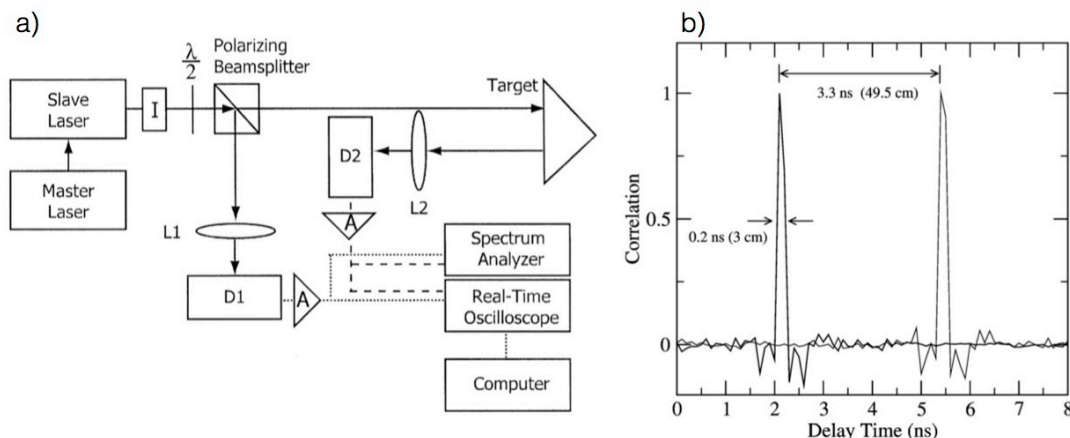 a)
λ/2
Polarizing
Beamsplitter
Slave
Laser
I
Target
D2
Master
Laser
L2
L1
A
Spectrum
Analyzer
D1
A
Real-Time
Oscilloscope
Computer
b)
1
3.3 ns (49.5 cm)
Correlation
0.5
0.2 ns (3 cm)
0
0 1 2 3 4 5 6 7 8
Delay Time (ns)